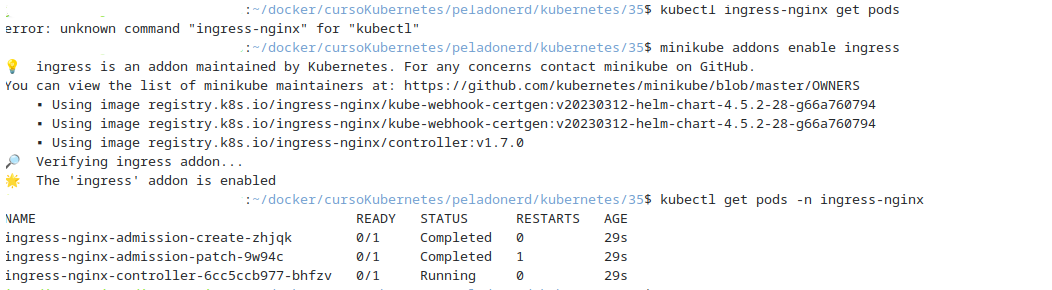 :~/docker/cursoKubernetes/peladonerd/kubernetes/35$ kubectl ingress-nginx get pods
error: unknown command "ingress-nginx" for "kubectl"
:~/docker/cursoKubernetes/peladonerd/kubernetes/35$ minikube addons enable ingress
💡  ingress is an addon maintained by Kubernetes. For any concerns contact minikube on GitHub.
You can view the list of minikube maintainers at: https://github.com/kubernetes/minikube/blob/master/OWNERS
    ▪ Using image registry.k8s.io/ingress-nginx/kube-webhook-certgen:v20230312-helm-chart-4.5.2-28-g66a760794
    ▪ Using image registry.k8s.io/ingress-nginx/kube-webhook-certgen:v20230312-helm-chart-4.5.2-28-g66a760794
    ▪ Using image registry.k8s.io/ingress-nginx/controller:v1.7.0
🔎  Verifying ingress addon...
🌟  The 'ingress' addon is enabled
:~/docker/cursoKubernetes/peladonerd/kubernetes/35$ kubectl get pods -n ingress-nginx
NAME                                        READY   STATUS      RESTARTS   AGE
ingress-nginx-admission-create-zhjqk        0/1     Completed   0          29s
ingress-nginx-admission-patch-9w94c         0/1     Completed   1          29s
ingress-nginx-controller-6cc5ccb977-bhfzv   0/1     Running     0          29s